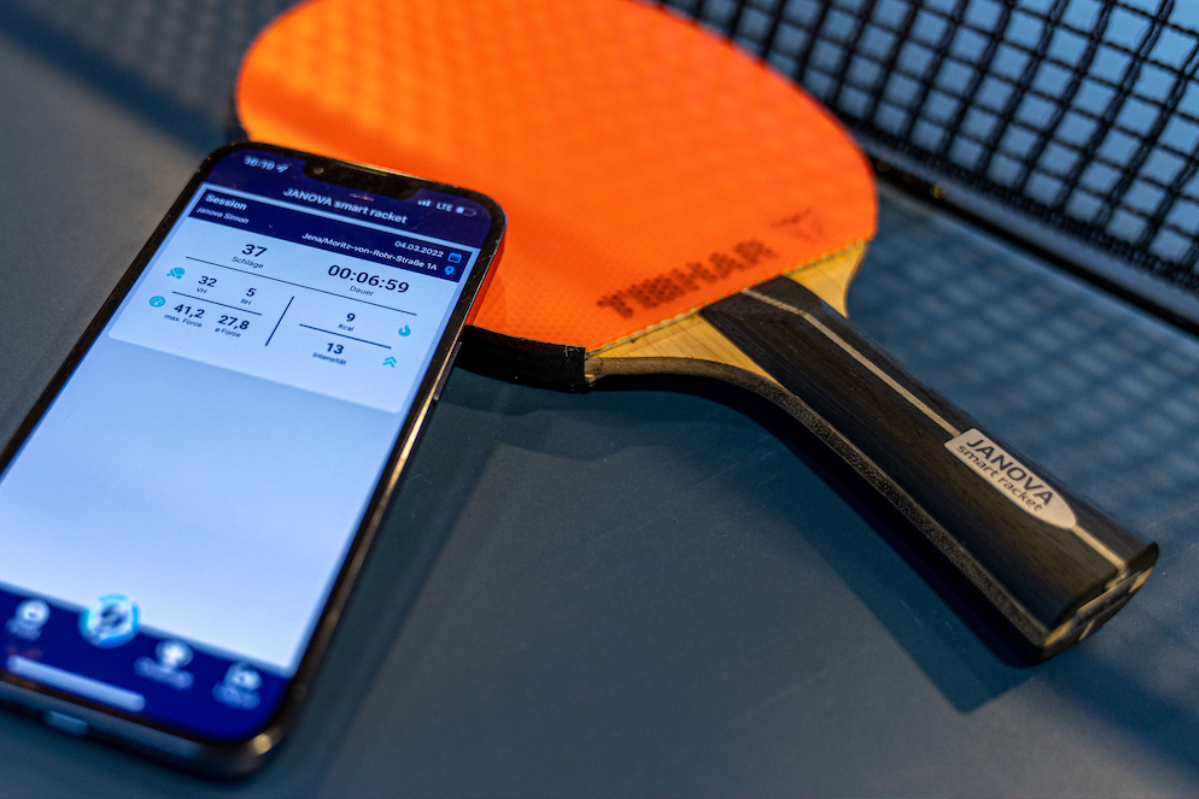 16:19
LTE
JANOVA smart racket
Session
Janova Simon
04.03.2022
Jena/Moritz-von-Rohr-Straße 1A
37
Schläge
00:06:59
Dauer
32
VH
5
RH
9
Kcal
41,2
max. Force
27,8
ø Force
13
Intensität
TIBHAR
JANOVA
smart racket